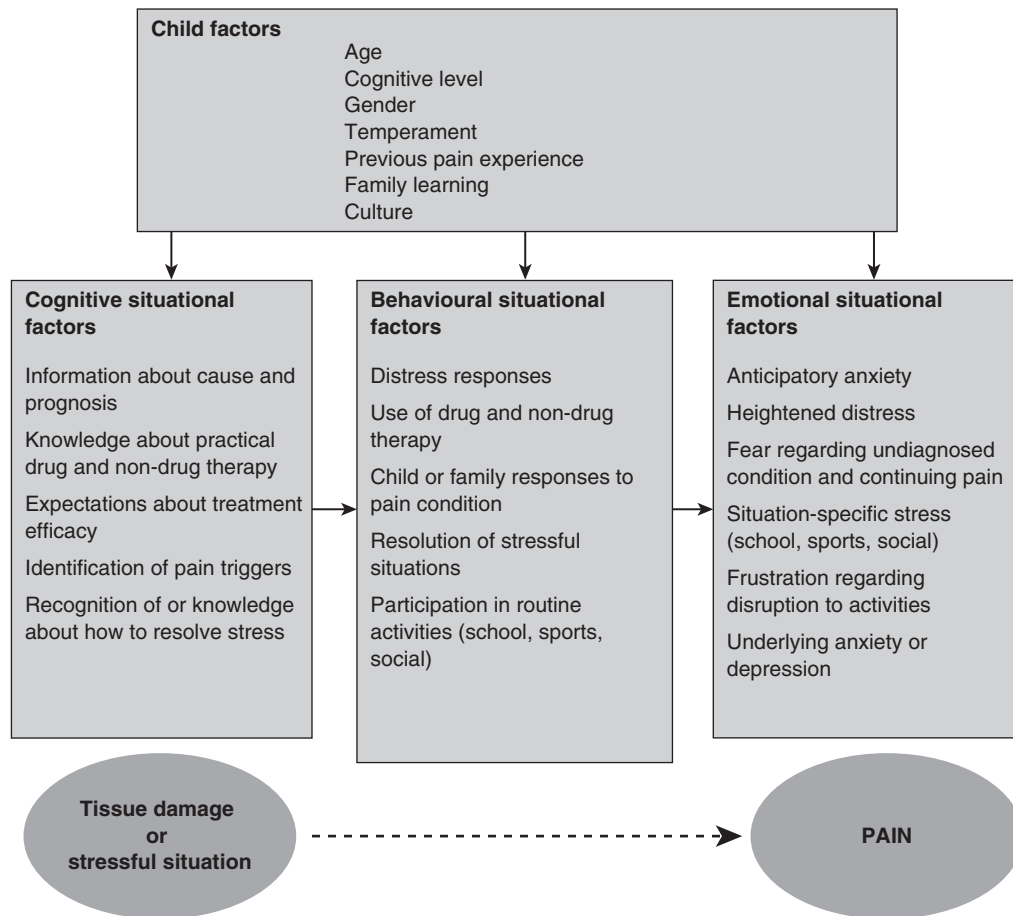 Child factors
Age
Cognitive level
Gender
Temperament
Previous pain experience
Family learning
Culture
Cognitive situational
factors
Information about cause and
prognosis
Knowledge about practical
drug and non-drug therapy
Expectations about treatment
efficacy
Identification of pain triggers
Recognition of or knowledge
about how to resolve stress
Behavioural situational
factors
Distress responses
Use of drug and non-drug
therapy
Child or family responses to
pain condition
Resolution of stressful
situations
Participation in routine
activities (school, sports,
social)
Emotional situational
factors
Anticipatory anxiety
Heightened distress
Fear regarding undiagnosed
condition and continuing pain
Situation-specific stress
(school, sports, social)
Frustration regarding
disruption to activities
Underlying anxiety or
depression
Tissue damage
or
stressful situation
PAIN